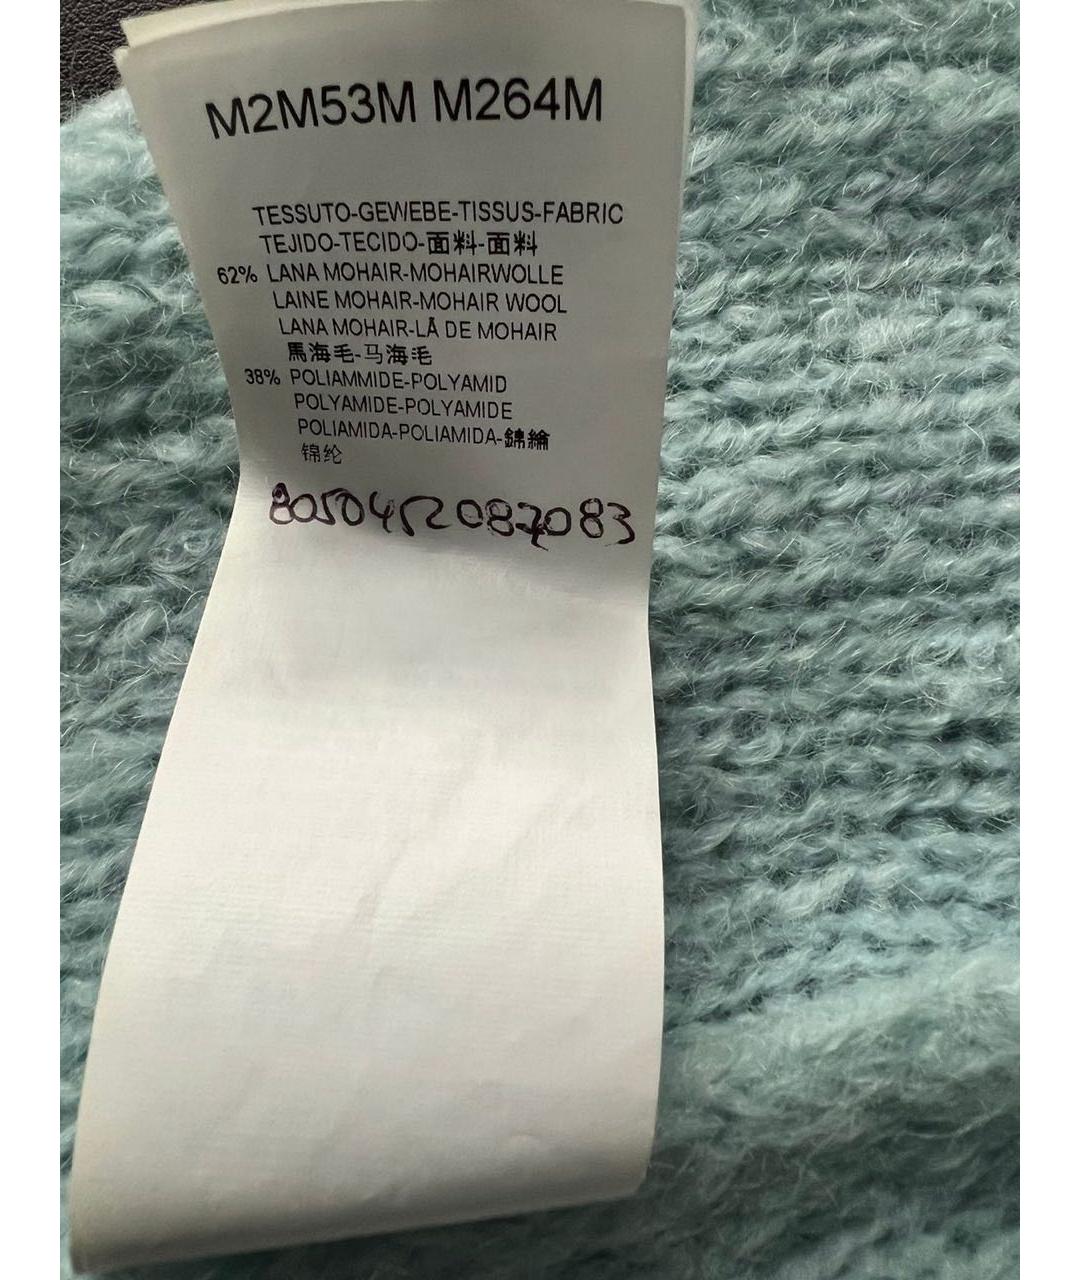 M2M53M M264M
TESSUTO-GEWEBE-TISSUS-FABRIC
TEJIDO-TECIDO-面料-面料
62% LANA MOHAIR-MOHAIRWOLLE
LAINE MOHAIR-MOHAIR WOOL
LANA MOHAIR-LÃ DE MOHAIR
馬海毛-马海毛
38% POLIAMMIDE-POLYAMID
POLYAMIDE-POLYAMIDE
POLIAMIDA-POLIAMIDA-錦綸
锦纶
8050452087083